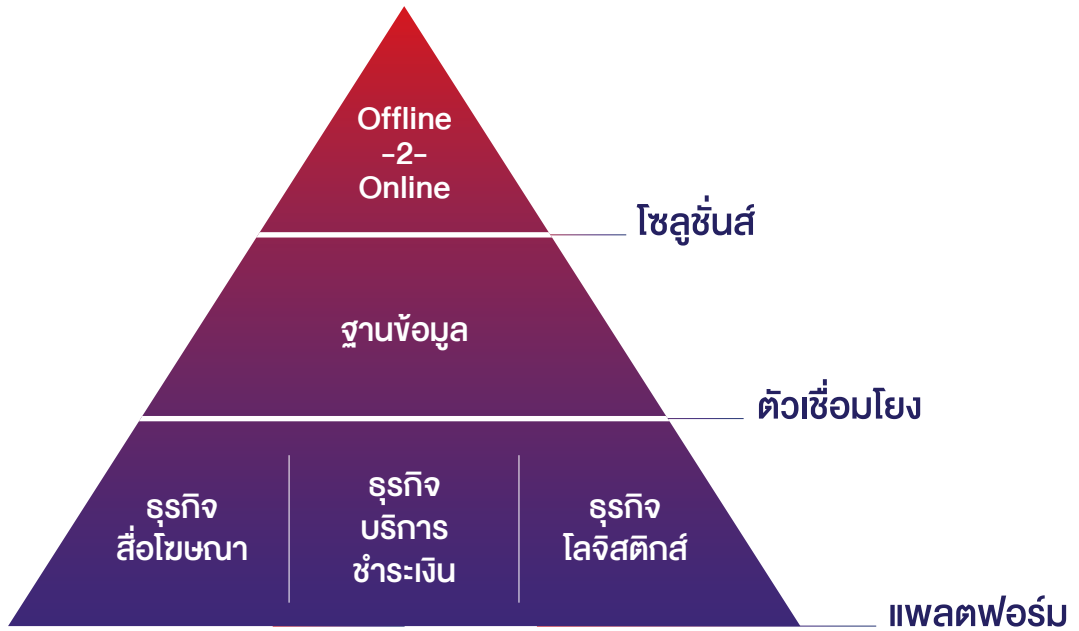 Offline
-2-
Online
โซลูชั่นส์
ฐานข้อมูล
ตัวเชื่อมโยง
ธุรกิจ
สื่อโฆษณา
ธุรกิจ
บริการ
ชำระเงิน
ธุรกิจ
โลจิสติกส์
แพลตฟอร์ม